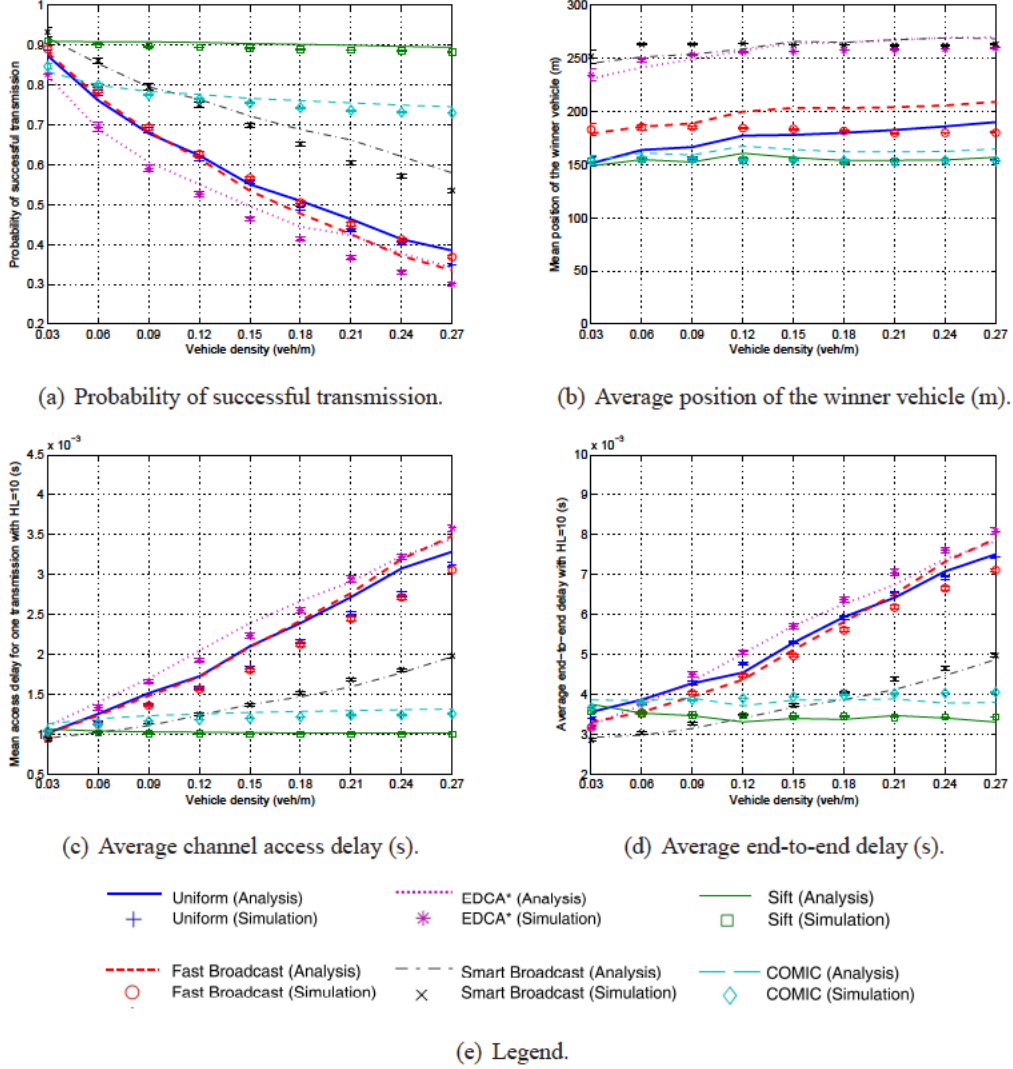 1
0.9
0.8
0.7
0.6
0.5
0.4
0.3
0.2
Probability of successful transmission
0.03 0.06 0.09 0.12 0.15 0.18 0.21 0.24 0.27
Vehicle density (veh/m)
(a) Probability of successful transmission.
300
250
200
150
100
50
0
Mean position of the winner vehicle (m)
0.03 0.06 0.09 0.12 0.15 0.18 0.21 0.24 0.27
Vehicle density (veh/m)
(b) Average position of the winner vehicle (m).
x 10⁻³
4.5
4
3.5
3
2.5
2
1.5
1
0.5
Mean access delay for one transmission with HL=10 (s)
0.03 0.06 0.09 0.12 0.15 0.18 0.21 0.24 0.27
Vehicle density (veh/m)
(c) Average channel access delay (s).
x 10⁻³
10
9
8
7
6
5
4
3
2
Average end-to-end delay with HL=10 (s)
0.03 0.06 0.09 0.12 0.15 0.18 0.21 0.24 0.27
Vehicle density (veh/m)
(d) Average end-to-end delay (s).
Uniform (Analysis) EDCA* (Analysis) Sift (Analysis)
Uniform (Simulation) EDCA* (Simulation) Sift (Simulation)
Fast Broadcast (Analysis) Smart Broadcast (Analysis) COMIC (Analysis)
Fast Broadcast (Simulation) Smart Broadcast (Simulation) COMIC (Simulation)
(e) Legend.